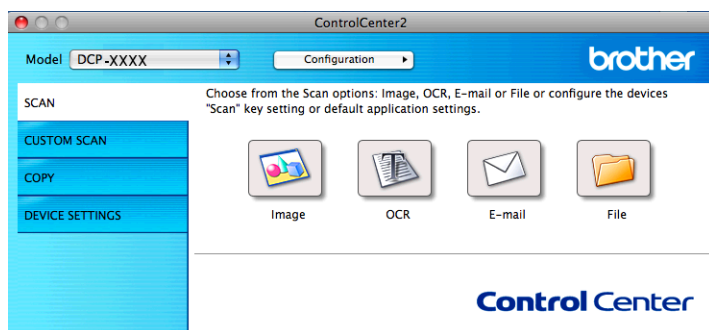 ControlCenter2
Model DCP-XXXX Configuration brother
SCAN
CUSTOM SCAN
COPY
DEVICE SETTINGS
Choose from the Scan options: Image, OCR, E-mail or File or configure the devices
"Scan" key setting or default application settings.
T
Image OCR E-mail File
Control Center